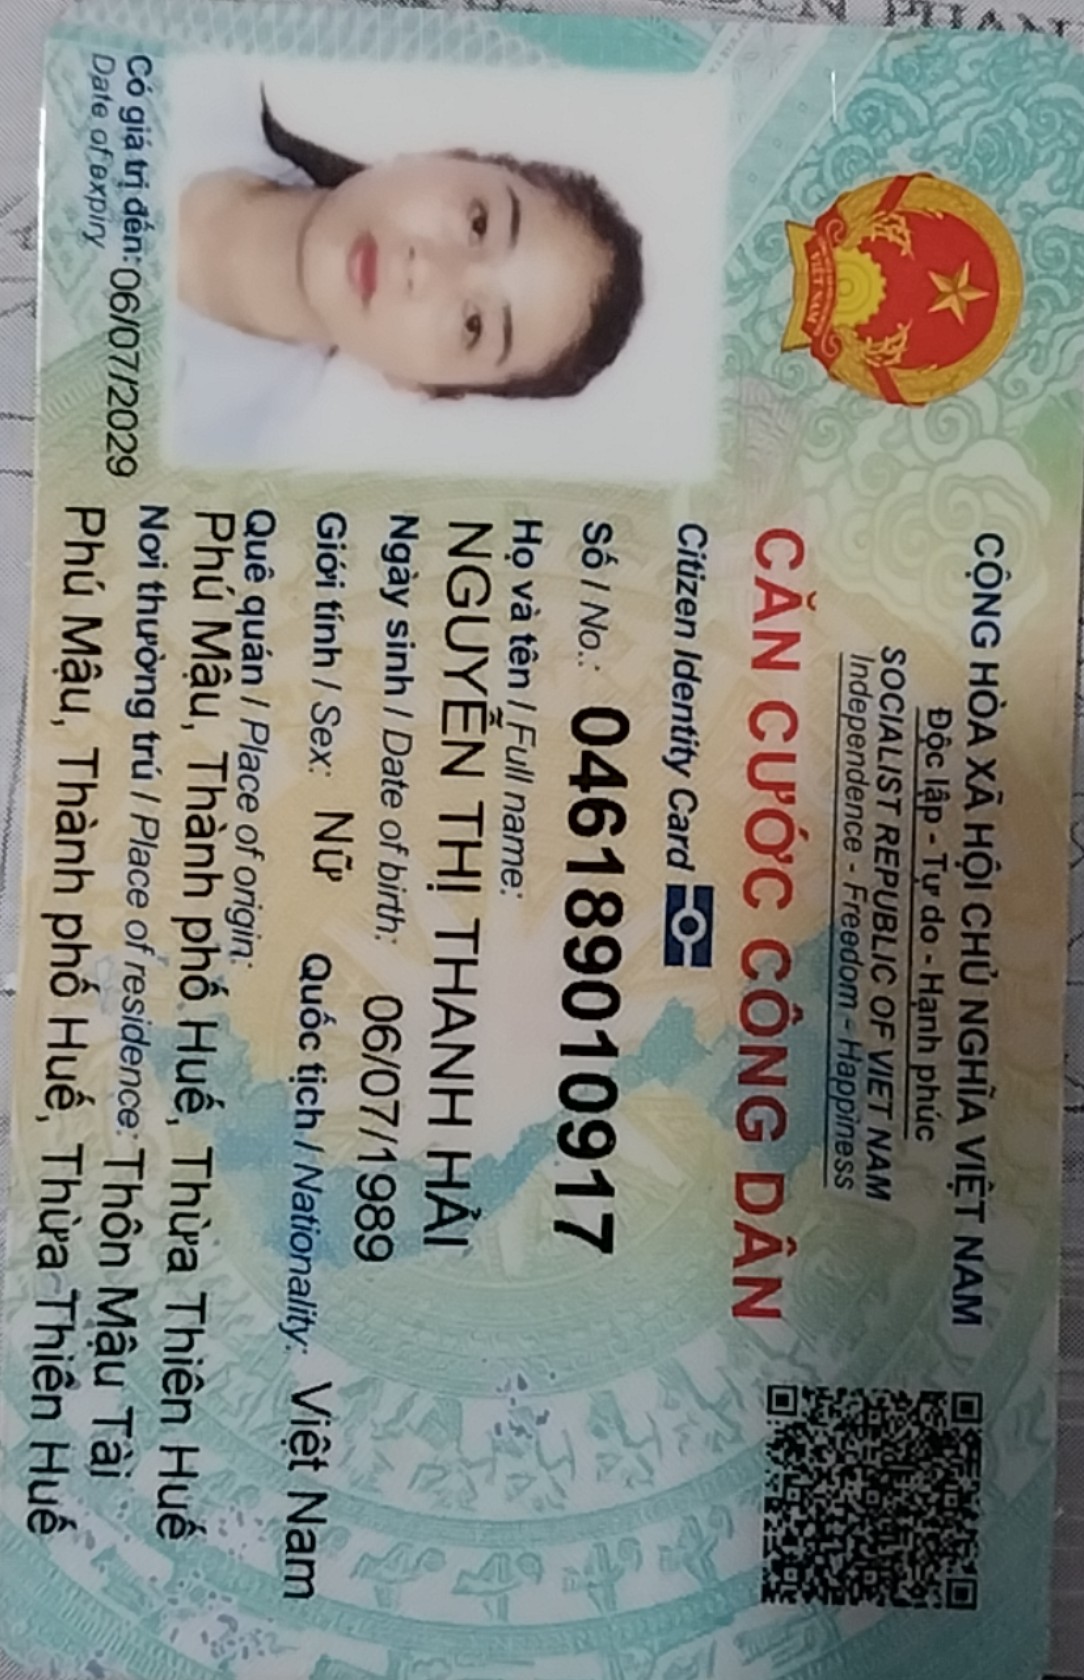 CỘNG HÒA XÃ HỘI CHỦ NGHĨA VIỆT NAM
Độc lập - Tự do - Hạnh phúc
SOCIALIST REPUBLIC OF VIET NAM
Independence - Freedom - Happiness
CĂN CƯỚC CÔNG DÂN
Citizen Identity Card
Số / No.: 046189010917
Họ và tên / Full name:
NGUYỄN THỊ THANH HẢI
Ngày sinh / Date of birth: 06/07/1989
Giới tính / Sex: Nữ Quốc tịch / Nationality: Việt Nam
Quê quán / Place of origin:
Phú Mậu, Thành phố Huế, Thừa Thiên Huế
Nơi thường trú / Place of residence: Thôn Mậu Tài
Phú Mậu, Thành phố Huế, Thừa Thiên Huế
Có giá trị đến: 06/07/2029
Date of expiry
VIỆT NAM